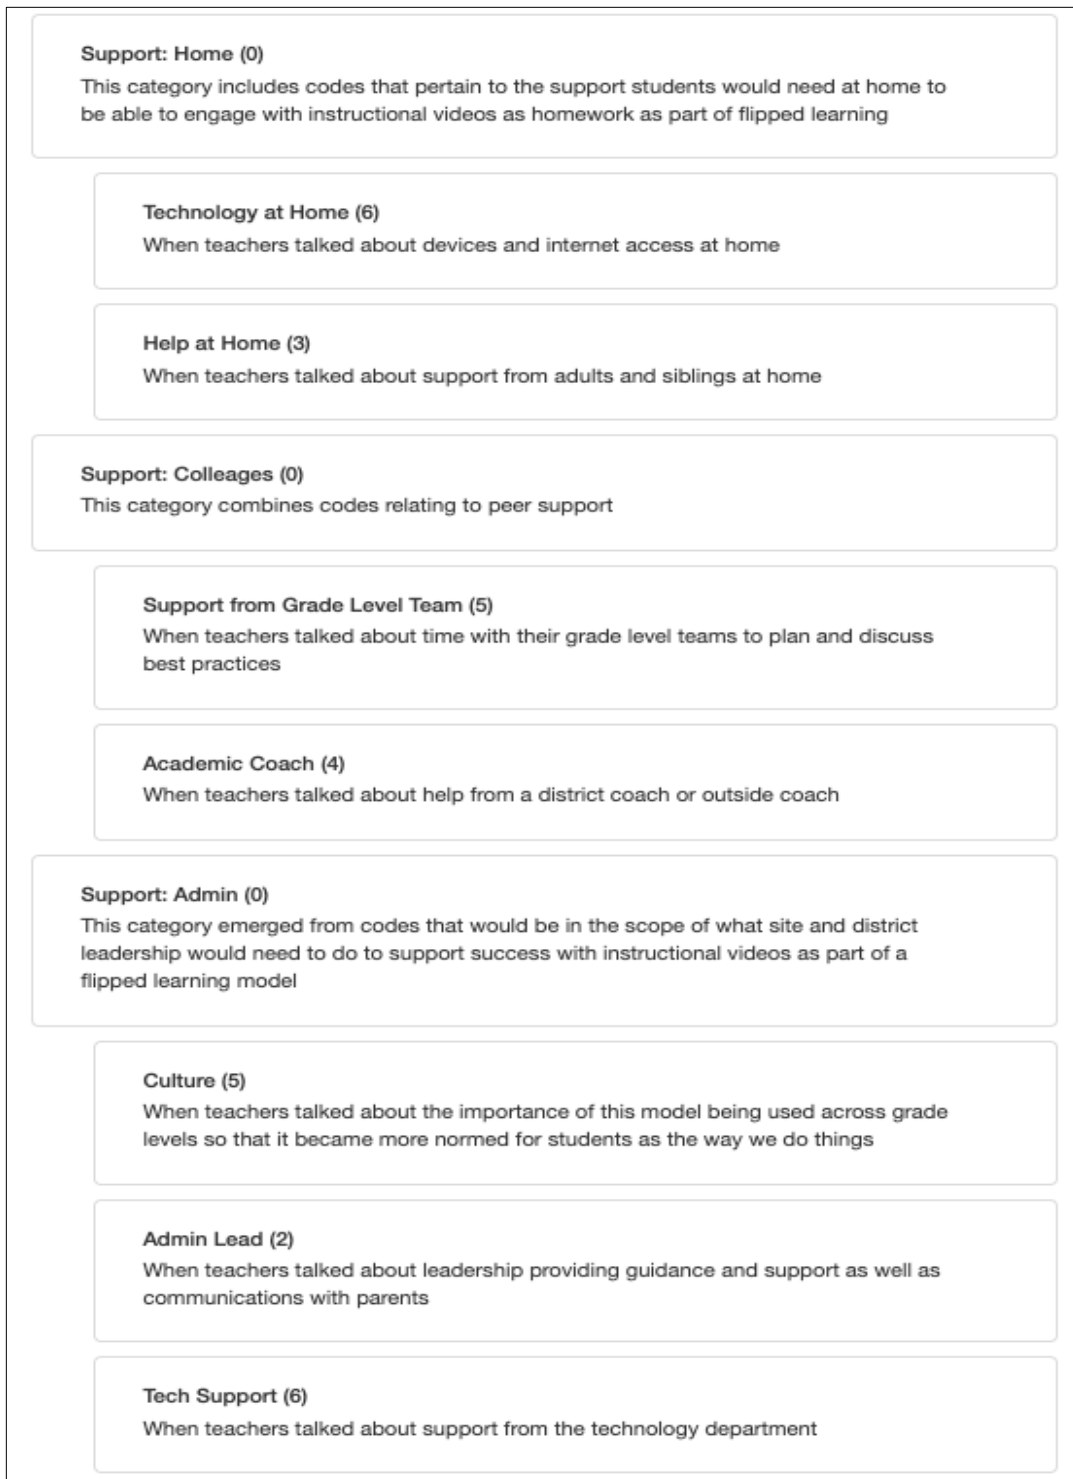 Support: Home (0)
This category includes codes that pertain to the support students would need at home to
be able to engage with instructional videos as homework as part of flipped learning
Technology at Home (6)
When teachers talked about devices and internet access at home
Help at Home (3)
When teachers talked about support from adults and siblings at home
Support: Colleages (0)
This category combines codes relating to peer support
Support from Grade Level Team (5)
When teachers talked about time with their grade level teams to plan and discuss
best practices
Academic Coach (4)
When teachers talked about help from a district coach or outside coach
Support: Admin (0)
This category emerged from codes that would be in the scope of what site and district
leadership would need to do to support success with instructional videos as part of a
flipped learning model
Culture (5)
When teachers talked about the importance of this model being used across grade
levels so that it became more normed for students as the way we do things
Admin Lead (2)
When teachers talked about leadership providing guidance and support as well as
communications with parents
Tech Support (6)
When teachers talked about support from the technology department